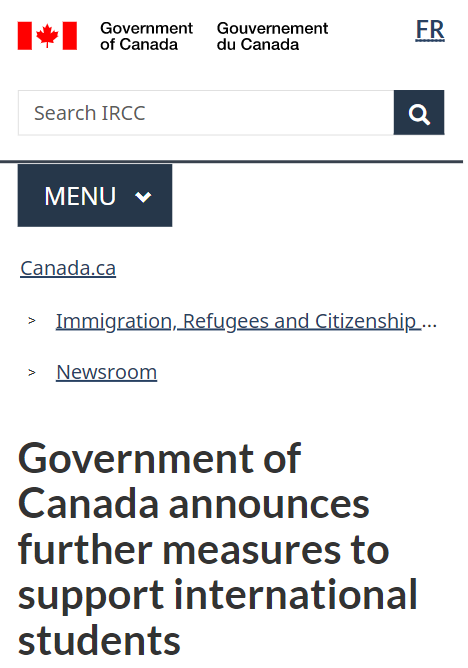 Government of Canada
Gouvernement du Canada
FR
Search IRCC
MENU
Canada.ca
> Immigration, Refugees and Citizenship ...
> Newsroom
Government of
Canada announces
further measures to
support international
students